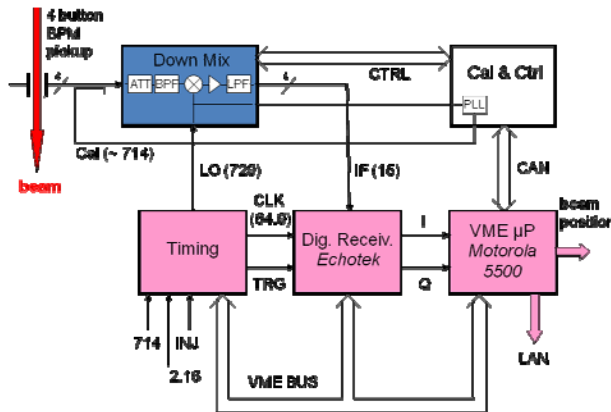 4 button
BPM
pickup
Down Mix
4
ATT
BPF
LPF
4
CTRL
Cal & Ctrl
PLL
Cal (~ 714)
beam
LO (729)
IF (15)
CAN
CLK
(64.9)
beam
position
Timing
Dig. Receiv.
Echotek
I
VME µP
Motorola
5500
TRG
Q
714
INJ
2.16
VME BUS
LAN